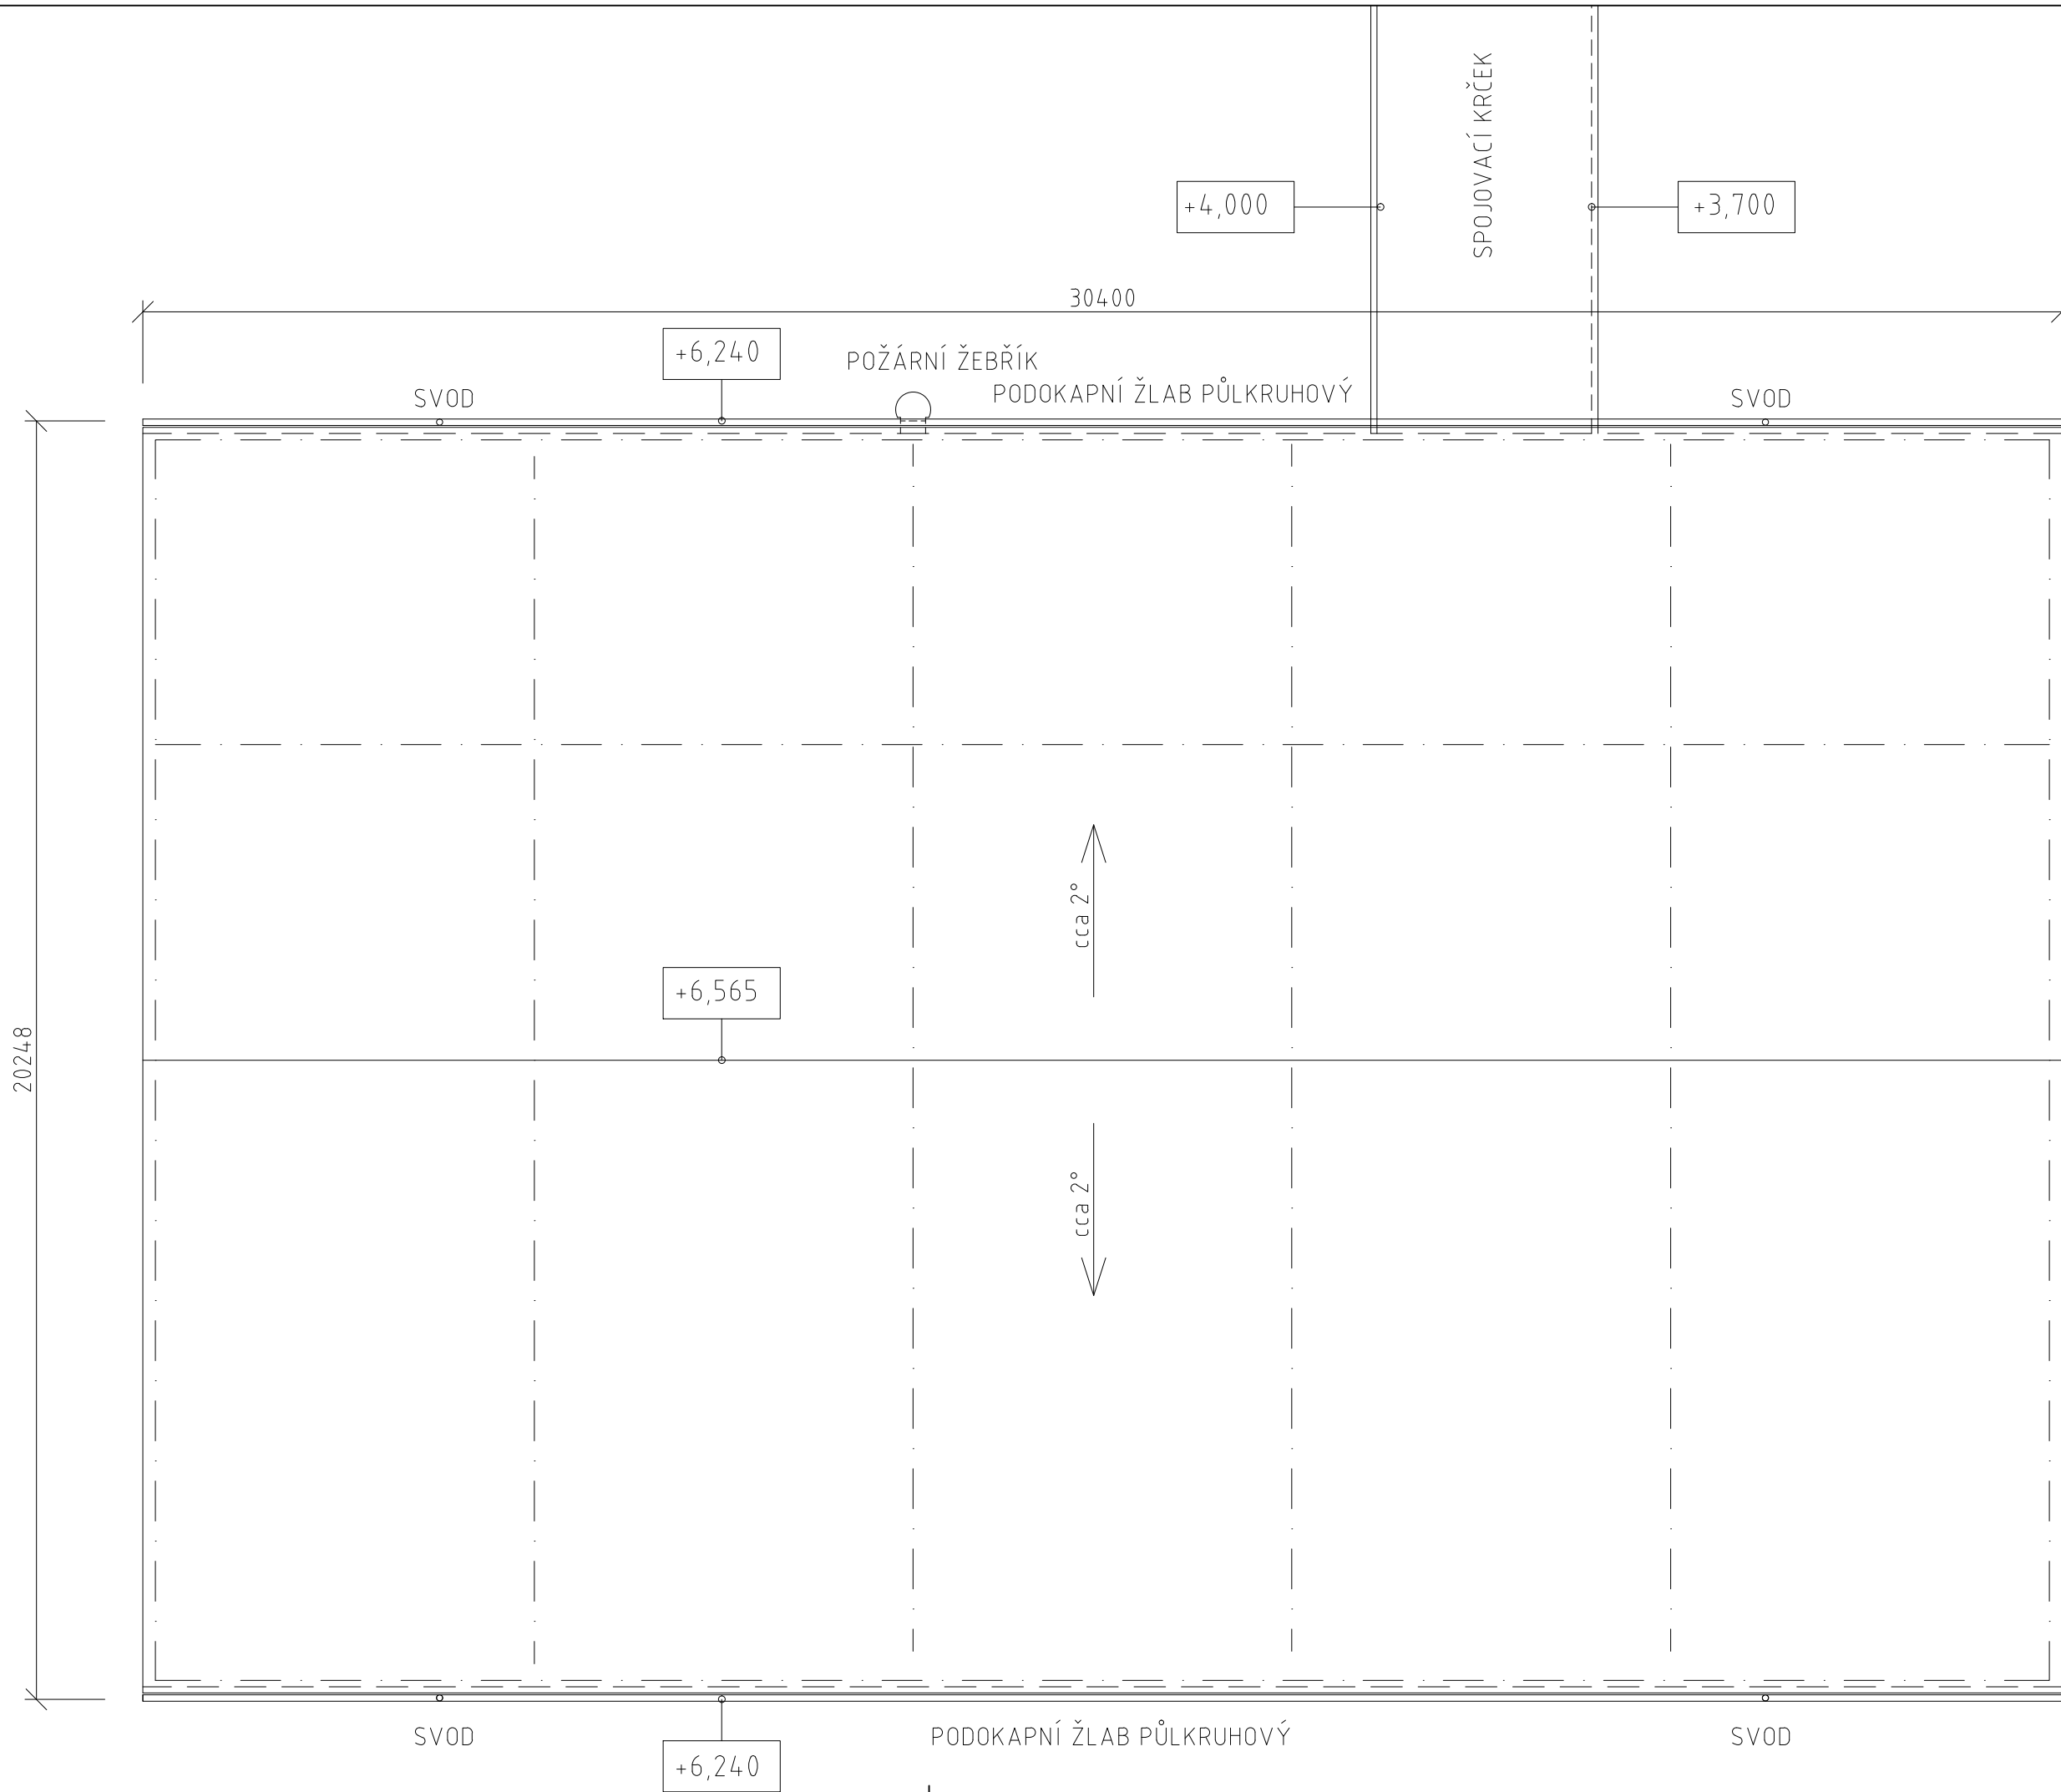 SPOJOVACÍ KRČEK
+4,000
+3,700
30400
+6,240
POŽÁRNÍ ŽEBŘÍK
SVOD
PODOKAPNÍ ŽLAB PŮLKRUHOVÝ
SVOD
cca 2°
+6,565
20248
cca 2°
SVOD
PODOKAPNÍ ŽLAB PŮLKRUHOVÝ
SVOD
+6,240